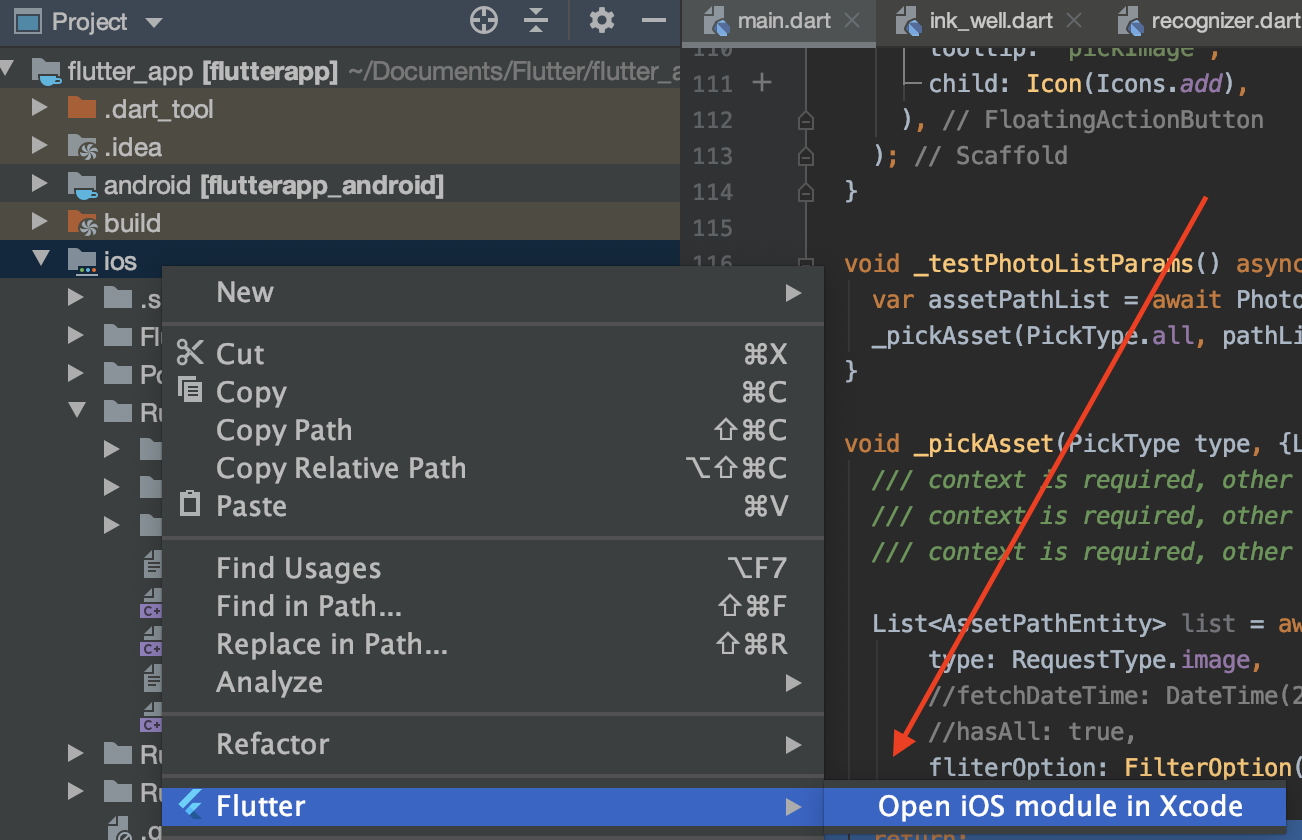 Project
main.dart
ink_well.dart
recognizer.dart
flutter_app [flutterapp] ~/Documents/Flutter/flutter_a
.dart_tool
.idea
android [flutterapp_android]
build
ios
.s
Fl
Po
Ru
Ru
Ru
.g
New
Cut ⌘X
Copy ⌘C
Copy Path ⇧⌘C
Copy Relative Path ⌥⇧⌘C
Paste ⌘V
Find Usages ⌥F7
Find in Path... ⇧⌘F
Replace in Path... ⇧⌘R
Analyze
Refactor
Flutter
Open iOS module in Xcode
110 tooltip: 'pickImage',
111 child: Icon(Icons.add),
112 ), // FloatingActionButton
113 ); // Scaffold
114 }
115
116 void _testPhotoListParams() async
var assetPathList = await Photo
_pickAsset(PickType.all, pathLi
}
void _pickAsset(PickType type, {L
/// context is required, other
/// context is required, other
/// context is required, other
List<AssetPathEntity> list = aw
type: RequestType.image,
//fetchDateTime: DateTime(2
//hasAll: true,
fliterOption: FilterOption(
return;
C+
C+
C+